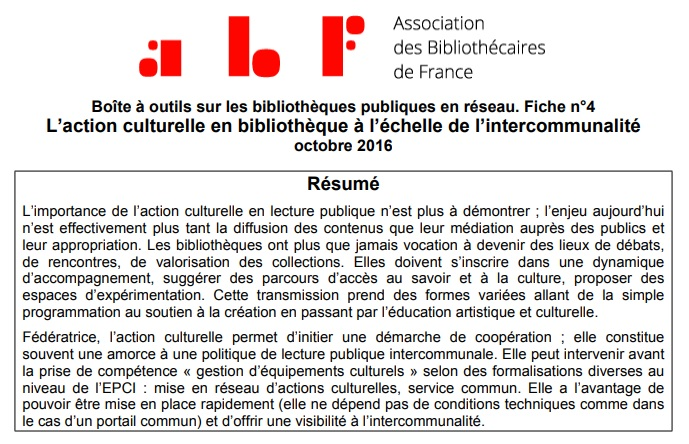 abf
Association
des Bibliothécaires
de France
Boîte à outils sur les bibliothèques publiques en réseau. Fiche n°4
L’action culturelle en bibliothèque à l’échelle de l’intercommunalité
octobre 2016
Résumé
L’importance de l’action culturelle en lecture publique n’est plus à démontrer ; l’enjeu aujourd’hui
n’est effectivement plus tant la diffusion des contenus que leur médiation auprès des publics et
leur appropriation. Les bibliothèques ont plus que jamais vocation à devenir des lieux de débats,
de rencontres, de valorisation des collections. Elles doivent s’inscrire dans une dynamique
d’accompagnement, suggérer des parcours d’accès au savoir et à la culture, proposer des
espaces d’expérimentation. Cette transmission prend des formes variées allant de la simple
programmation au soutien à la création en passant par l’éducation artistique et culturelle.
Fédératrice, l’action culturelle permet d’initier une démarche de coopération ; elle constitue
souvent une amorce à une politique de lecture publique intercommunale. Elle peut intervenir avant
la prise de compétence « gestion d’équipements culturels » selon des formalisations diverses au
niveau de l’EPCI : mise en réseau d’actions culturelles, service commun. Elle a l’avantage de
pouvoir être mise en place rapidement (elle ne dépend pas de conditions techniques comme dans
le cas d’un portail commun) et d’offrir une visibilité à l’intercommunalité.